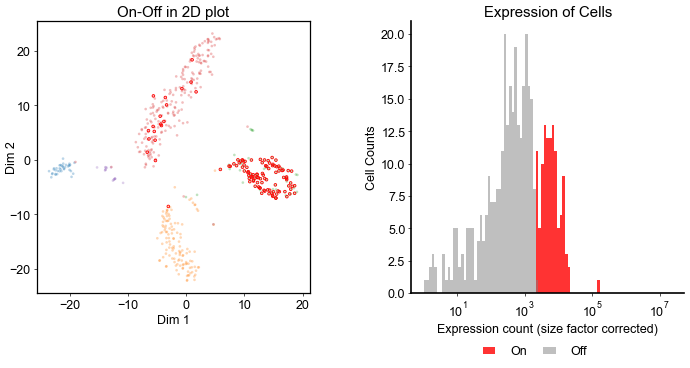 On-Off in 2D plot
Dim 2
20
10
0
−10
−20
−20 −10 0 10 20
Dim 1
Expression of Cells
Cell Counts
20.0
17.5
15.0
12.5
10.0
7.5
5.0
2.5
0.0
10^1 10^3 10^5 10^7
Expression count (size factor corrected)
On Off